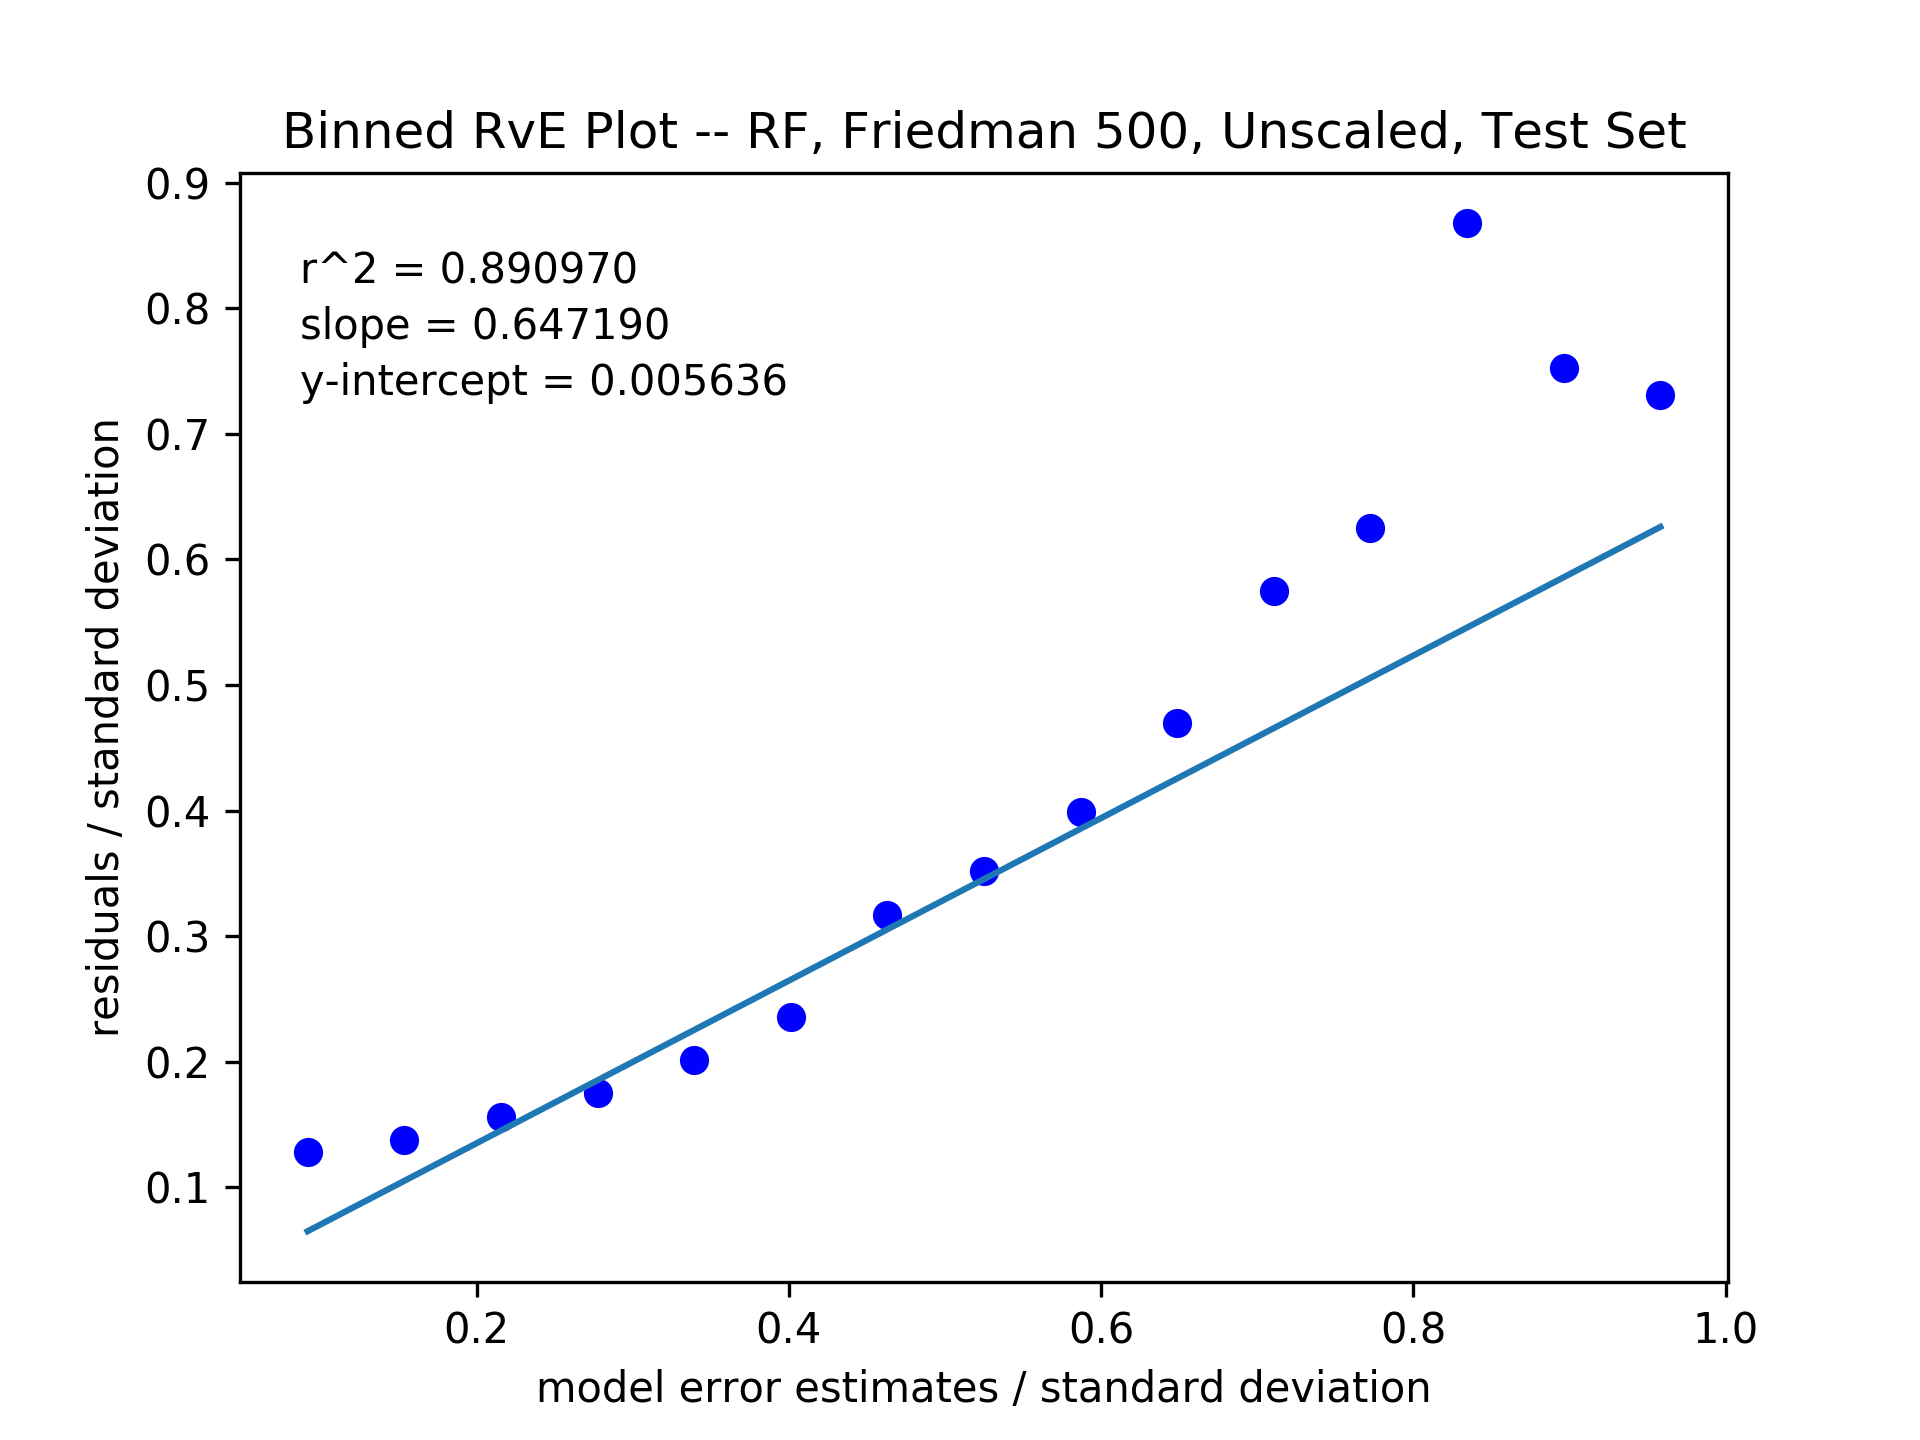 Binned RvE Plot -- RF, Friedman 500, Unscaled, Test Set
r^2 = 0.890970
slope = 0.647190
y-intercept = 0.005636
residuals / standard deviation
0.9
0.8
0.7
0.6
0.5
0.4
0.3
0.2
0.1
0.2 0.4 0.6 0.8 1.0
model error estimates / standard deviation